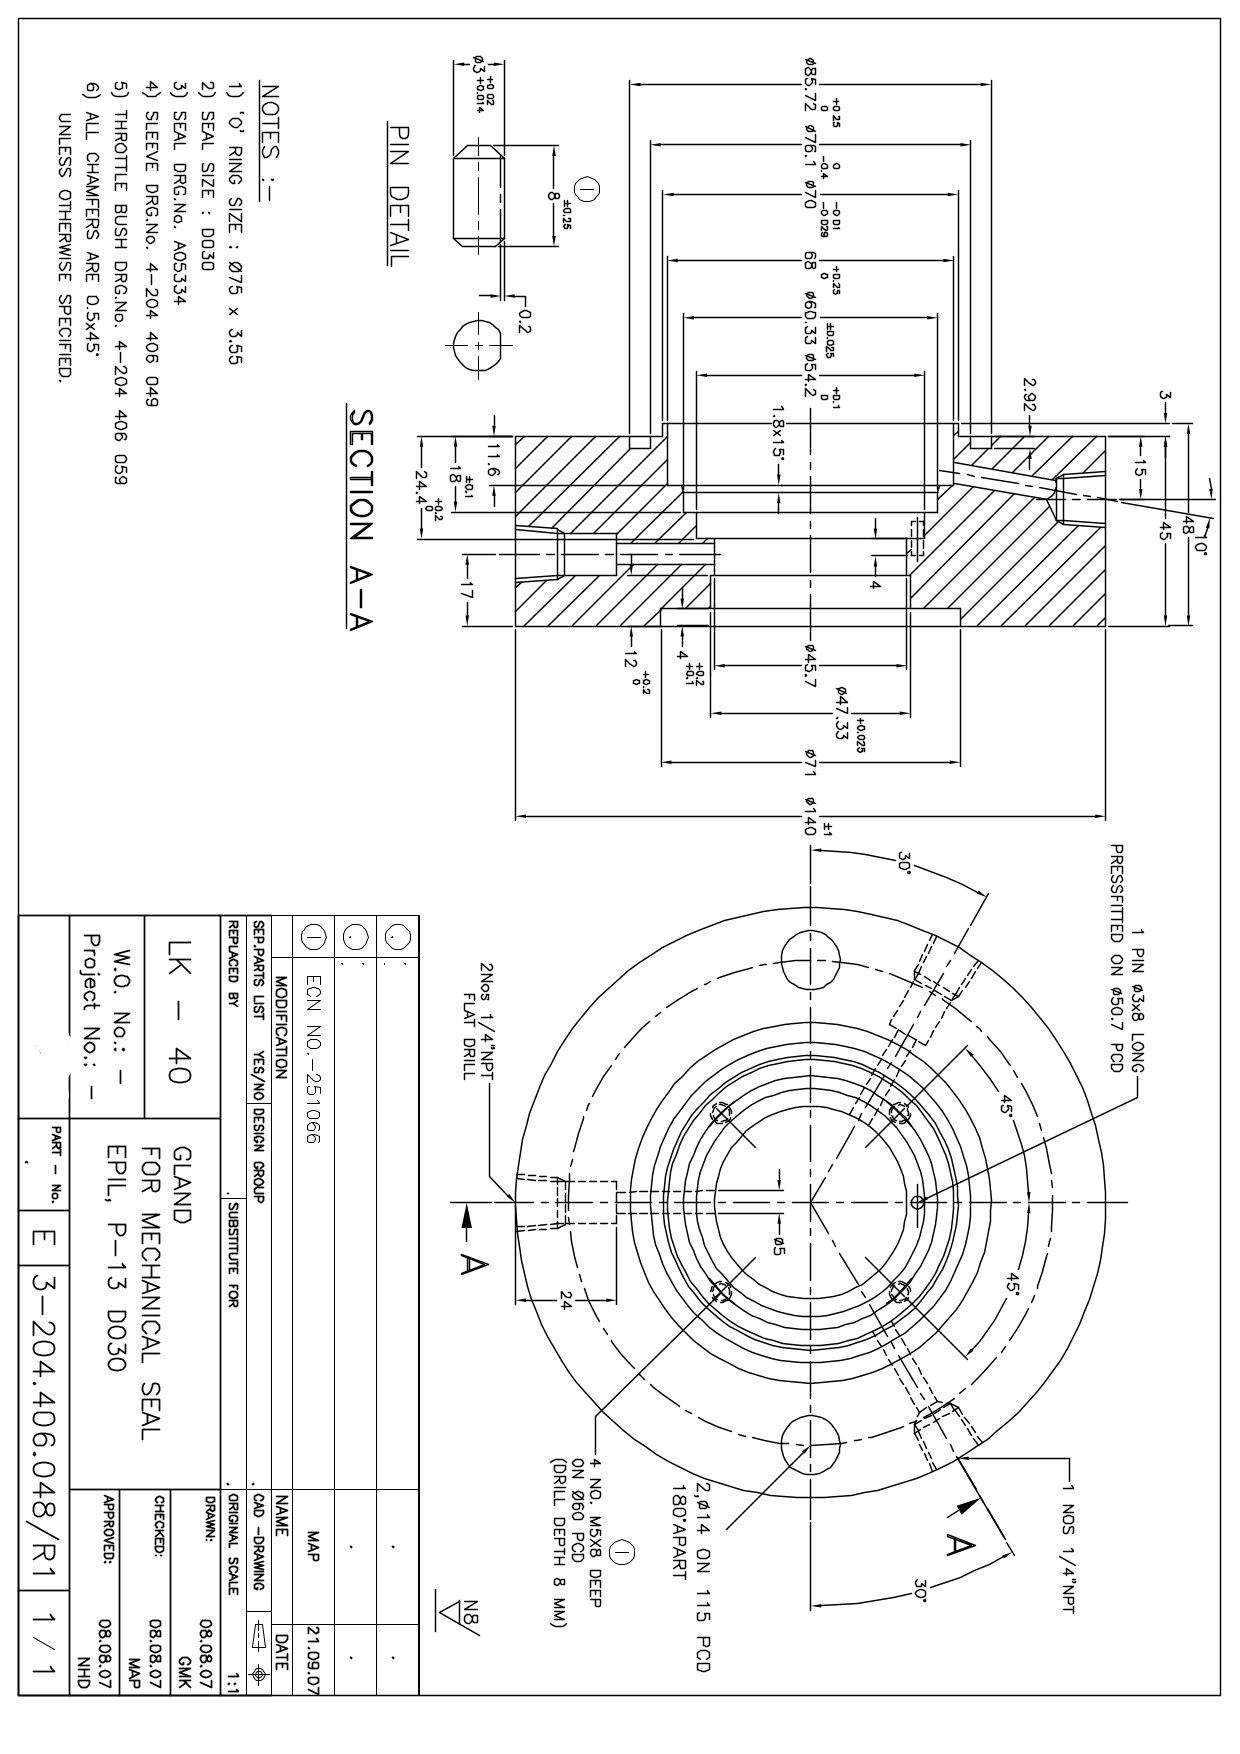 3
48
45
15
10°
2.92
ø85.72 +0.25 0
ø76.1 0 -0.4
ø70 -0.01 -0.029
68 +0.25 0
ø60.33 ±0.025
ø54.2 +0.1 0
1.8x15°
4
11.6
18 ±0.1
24.4 +0.2 0
17
12 +0.2 0
4 +0.2 +0.1
ø45.7
ø47.33 +0.025
ø71
ø140 ±1
SECTION A–A
ø3 +0.02 +0.014
8 ±0.25
1
0.2
PIN DETAIL
NOTES :–
1) 'O' RING SIZE : Ø75 x 3.55
2) SEAL SIZE : D030
3) SEAL DRG.No. A05334
4) SLEEVE DRG.No. 4–204 406 049
5) THROTTLE BUSH DRG.No. 4–204 406 059
6) ALL CHAMFERS ARE 0.5x45°
UNLESS OTHERWISE SPECIFIED.
1 PIN ø3x8 LONG
PRESSFITTED ON ø50.7 PCD
30°
45°
45°
30°
1 NOS 1/4"NPT
A
A
ø5
24
2Nos 1/4"NPT
FLAT DRILL
2,ø14 ON 115 PCD
180°APART
4 NO. M5X8 DEEP
ON Ø60 PCD
(DRILL DEPTH 8 MM)
1
N8
1 ECN NO.–251066 MAP 21.09.07
MODIFICATION NAME DATE
SEP.PARTS LIST YES/NO DESIGN GROUP CAD –DRAWING
REPLACED BY SUBSTITUTE FOR ORIGINAL SCALE 1:1
LK – 40
W.O. No.: –
Project No.: –
GLAND
FOR MECHANICAL SEAL
EPIL, P–13 D030
DRAWN: 08.08.07 GMK
CHECKED: 08.08.07 MAP
APPROVED: 08.08.07 NHD
PART – No. E 3–204.406.048/R1 1 / 1